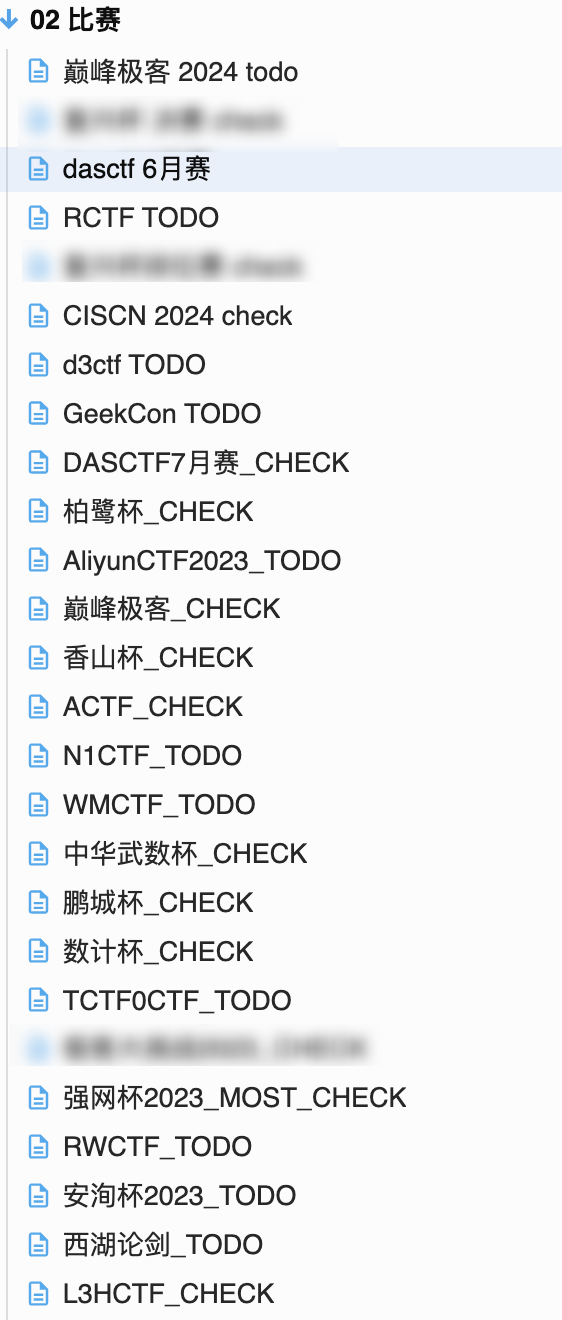 02 比赛
巅峰极客 2024 todo
check
dasctf 6月赛
RCTF TODO
check
CISCN 2024 check
d3ctf TODO
GeekCon TODO
DASCTF7月赛_CHECK
柏鹭杯_CHECK
AliyunCTF2023_TODO
巅峰极客_CHECK
香山杯_CHECK
ACTF_CHECK
N1CTF_TODO
WMCTF_TODO
中华武数杯_CHECK
鹏城杯_CHECK
数计杯_CHECK
TCTF0CTF_TODO
强网杯2023_MOST_CHECK
RWCTF_TODO
安洵杯2023_TODO
西湖论剑_TODO
L3HCTF_CHECK